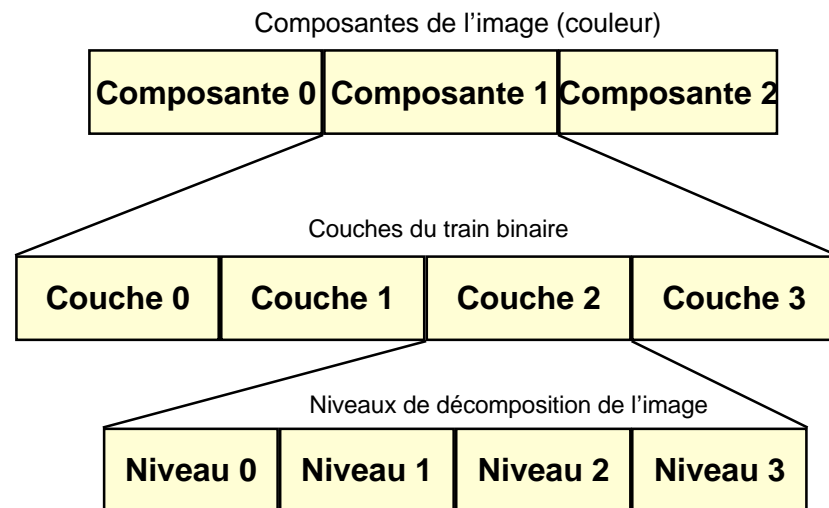 Composantes de l’image (couleur)
Composante 0 Composante 1 Composante 2
Couches du train binaire
Couche 0 Couche 1 Couche 2 Couche 3
Niveaux de décomposition de l’image
Niveau 0 Niveau 1 Niveau 2 Niveau 3